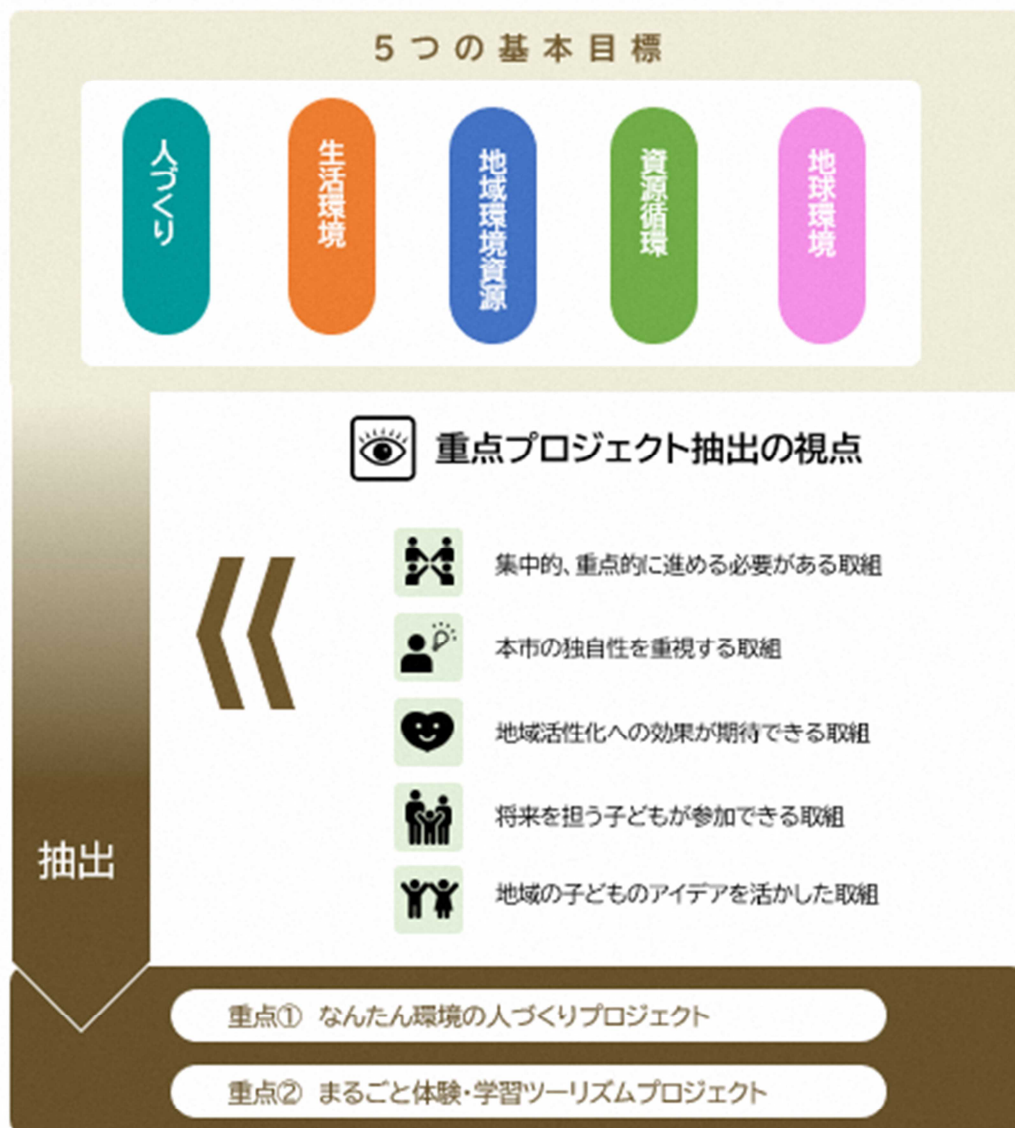 5つの基本目標
人づくり
生活環境
地域環境資源
資源循環
地球環境
重点プロジェクト抽出の視点
集中的、重点的に進める必要がある取組
本市の独自性を重視する取組
地域活性化への効果が期待できる取組
将来を担う子どもが参加できる取組
地域の子どものアイデアを活かした取組
抽出
重点① なんたん環境の人づくりプロジェクト
重点② まるごと体験・学習ツーリズムプロジェクト